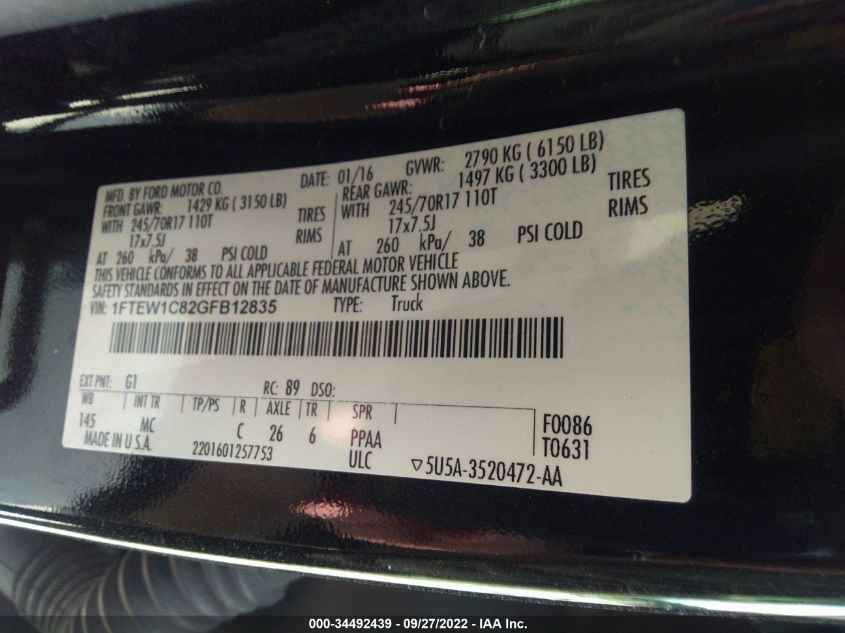 MFD. BY FORD MOTOR CO. DATE: 01/16 GVWR: 2790 KG ( 6150 LB)
FRONT GAWR: 1429 KG ( 3150 LB) REAR GAWR: 1497 KG ( 3300 LB)
WITH 245/70R17 110T TIRES WITH 245/70R17 110T TIRES
17x7.5J RIMS 17x7.5J RIMS
AT 260 kPa/ 38 PSI COLD AT 260 kPa/ 38 PSI COLD
THIS VEHICLE CONFORMS TO ALL APPLICABLE FEDERAL MOTOR VEHICLE
SAFETY STANDARDS IN EFFECT ON THE DATE OF MANUFACTURE SHOWN ABOVE.
VIN: 1FTEW1C82GFB12835 TYPE: Truck
EXT PNT: G1 RC: 89 DSO:
WB INT TR TP/PS R AXLE TR SPR
145 MC C 26 6 PPAA F0086
MADE IN U.S.A. 2201601257753 ULC T0631
▽5U5A-3520472-AA
000-34492439 - 09/27/2022 - IAA Inc.